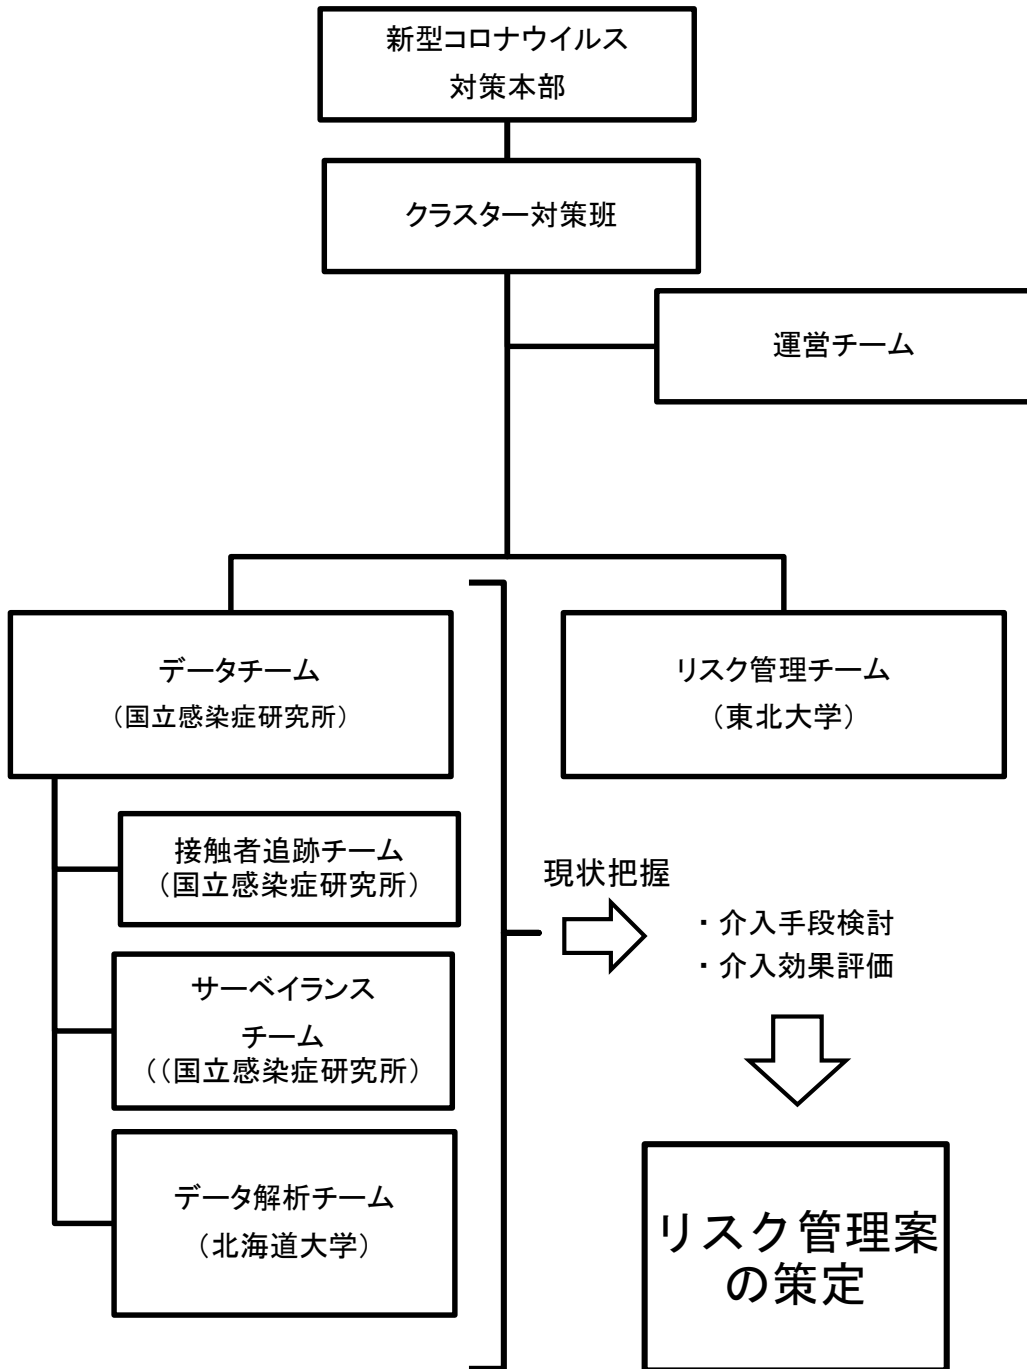 新型コロナウイルス
対策本部
クラスター対策班
運営チーム
データチーム
（国立感染症研究所）
リスク管理チーム
（東北大学）
接触者追跡チーム
（国立感染症研究所）
サーベイランス
チーム
（（国立感染症研究所）
データ解析チーム
（北海道大学）
現状把握
・介入手段検討
・介入効果評価
リスク管理案
の策定